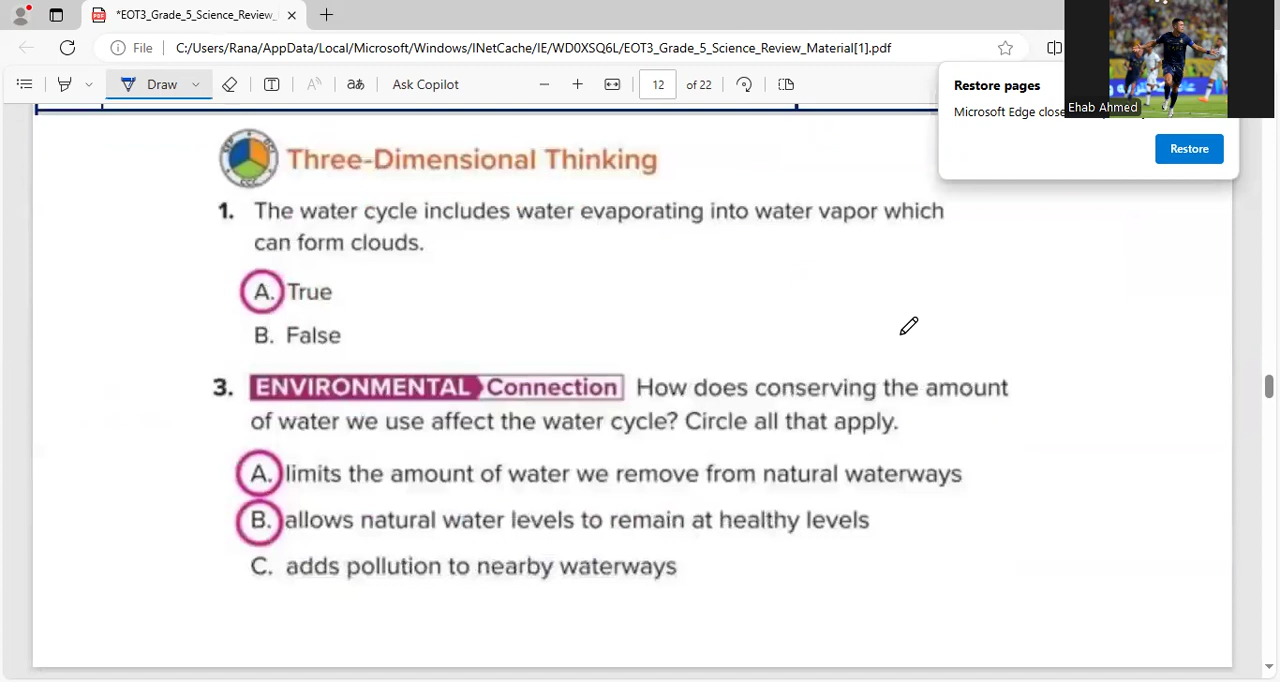 *EOT3_Grade_5_Science_Review_
File
C:/Users/Rana/AppData/Local/Microsoft/Windows/INetCache/IE/WD0XSQ6L/EOT3_Grade_5_Science_Review_Material[1].pdf
Draw
Ask Copilot
12
of 22
Restore pages
Microsoft Edge close
Restore
Ehab Ahmed
Three-Dimensional Thinking
1. The water cycle includes water evaporating into water vapor which
can form clouds.
A. True
B. False
3. ENVIRONMENTAL Connection How does conserving the amount
of water we use affect the water cycle? Circle all that apply.
A. limits the amount of water we remove from natural waterways
B. allows natural water levels to remain at healthy levels
C. adds pollution to nearby waterways